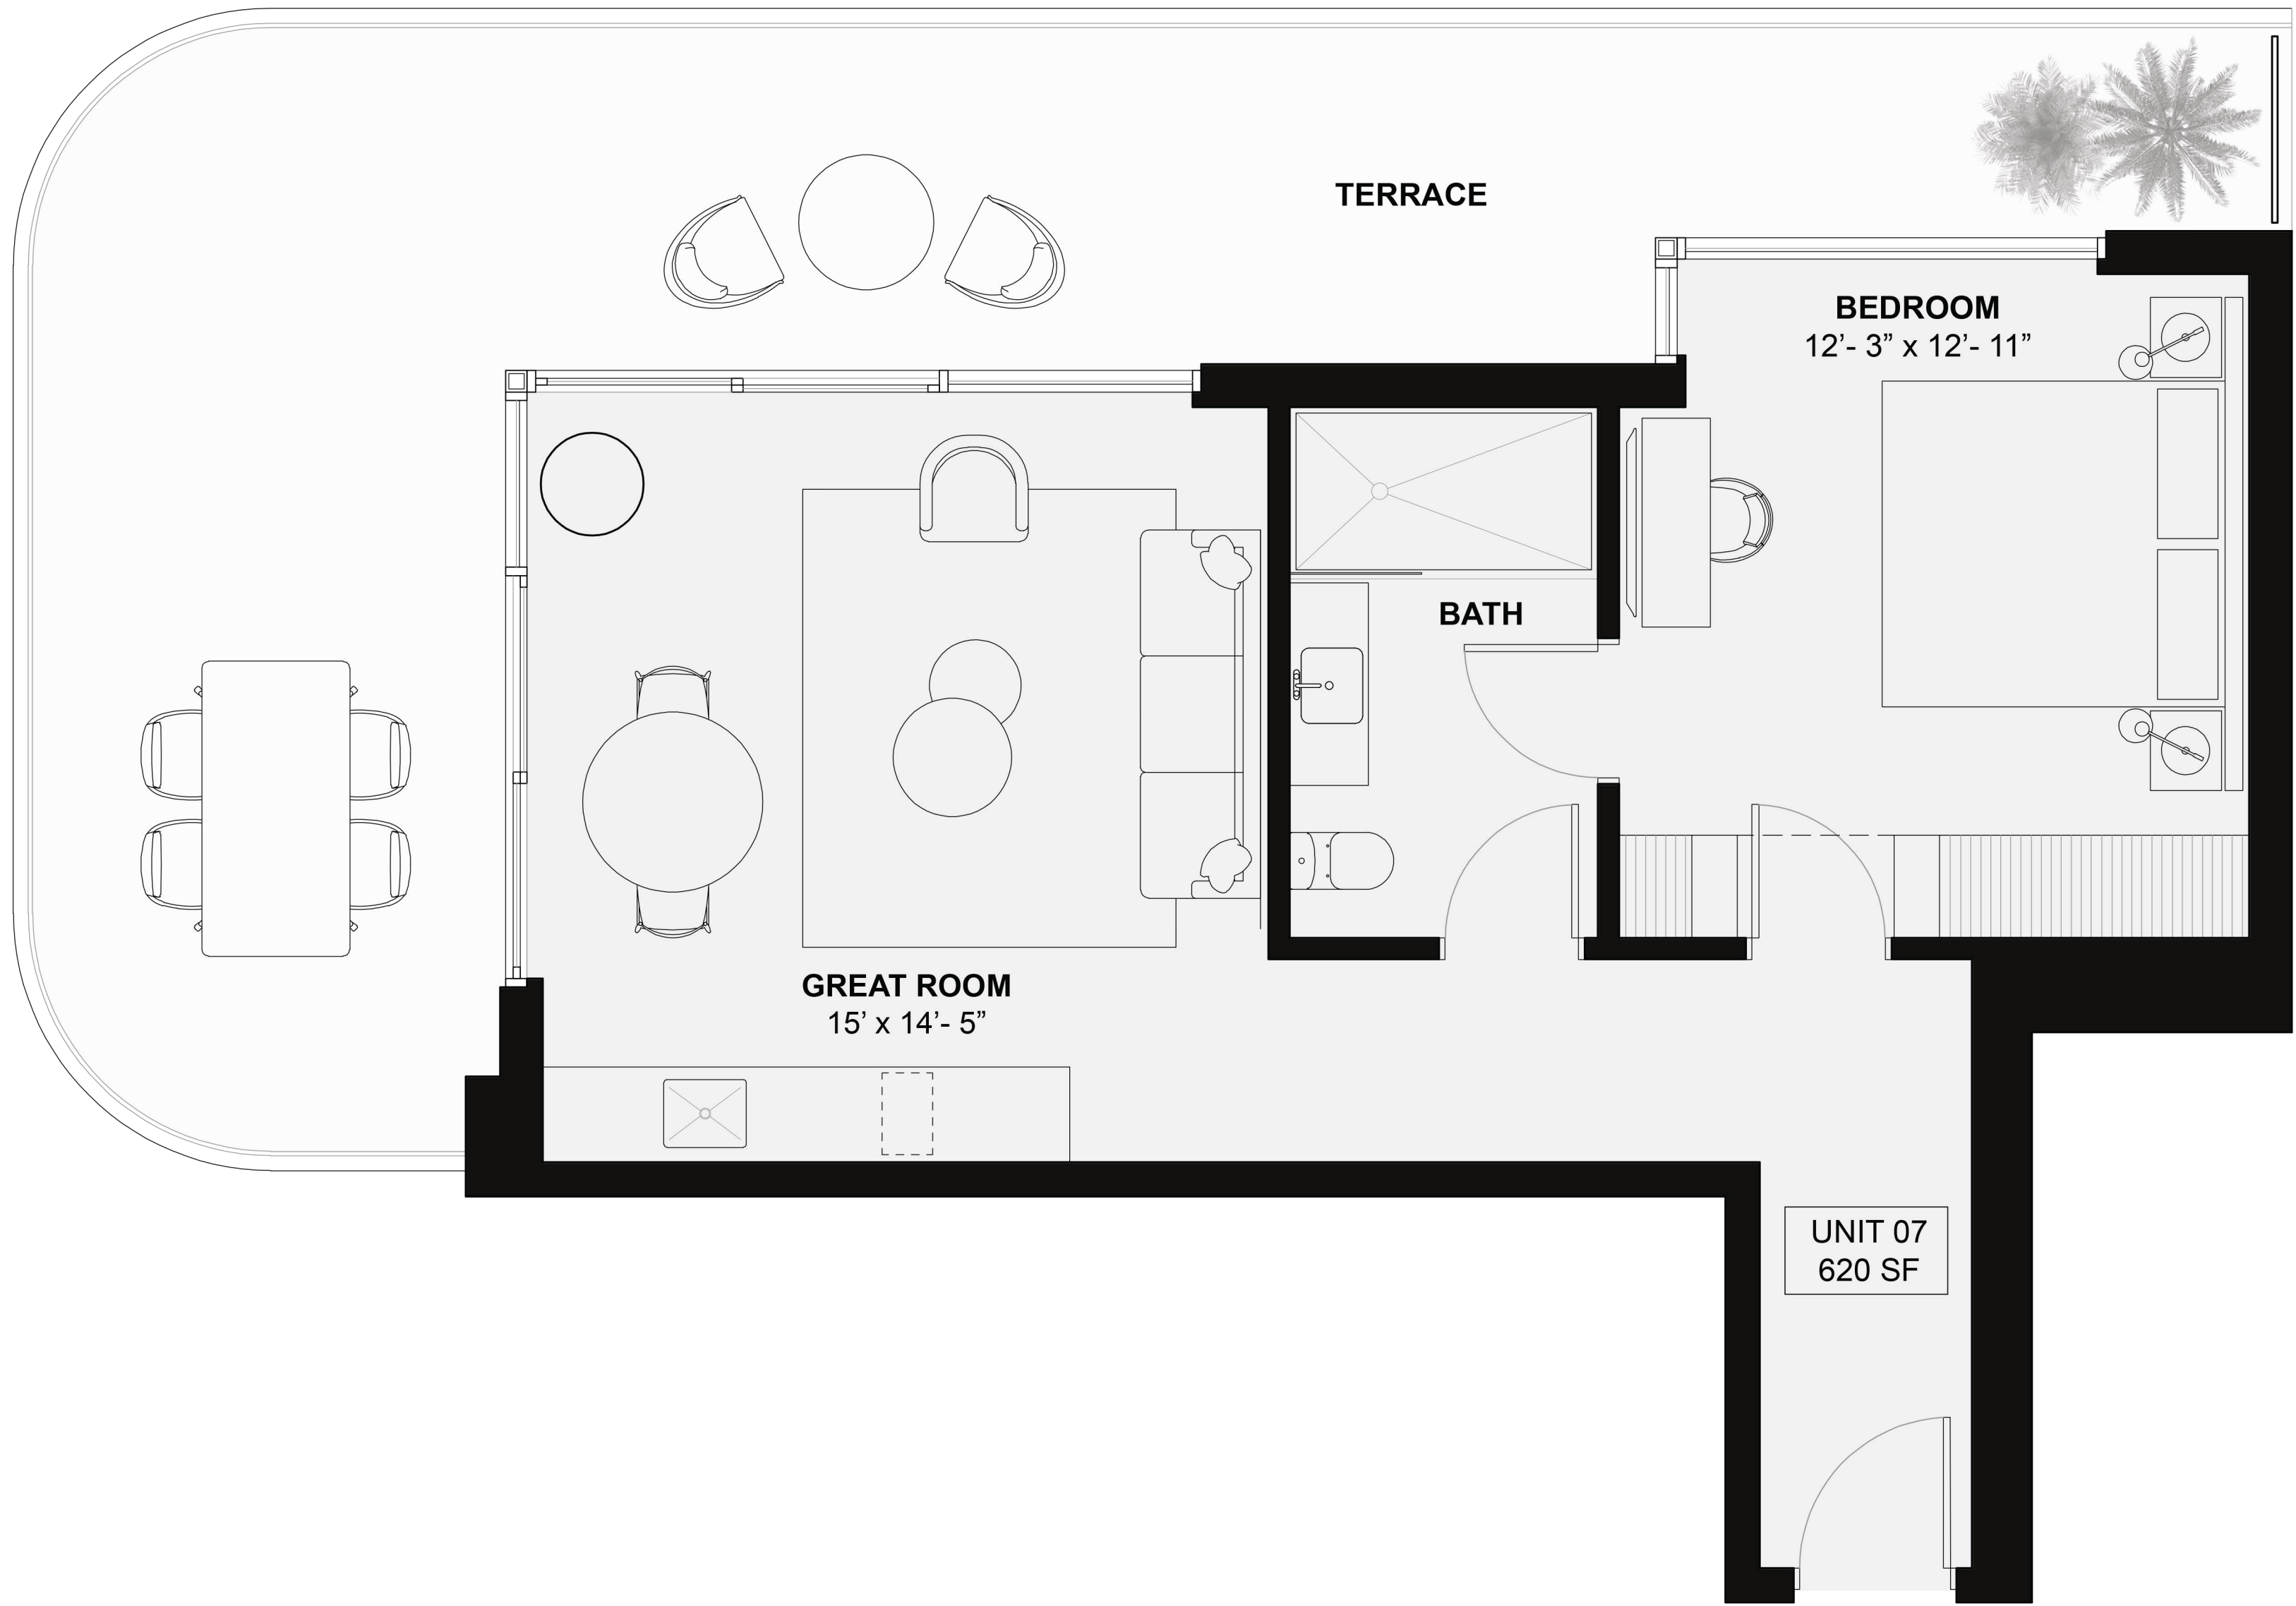 TERRACE
BEDROOM
12’- 3” x 12’- 11”
BATH
GREAT ROOM
15’ x 14’- 5”
UNIT 07
620 SF